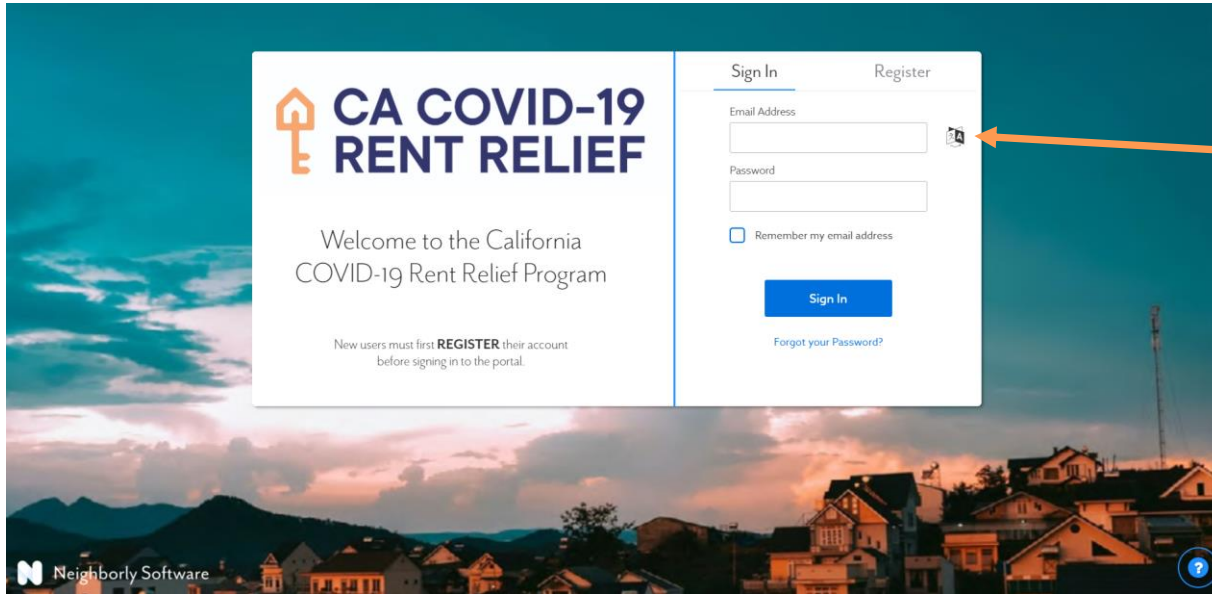 CA COVID-19
RENT RELIEF
Welcome to the California
COVID-19 Rent Relief Program
New users must first REGISTER their account
before signing in to the portal.
Sign In
Register
Email Address
Password
Remember my email address
Sign In
Forgot your Password?
N Neighborly Software
?